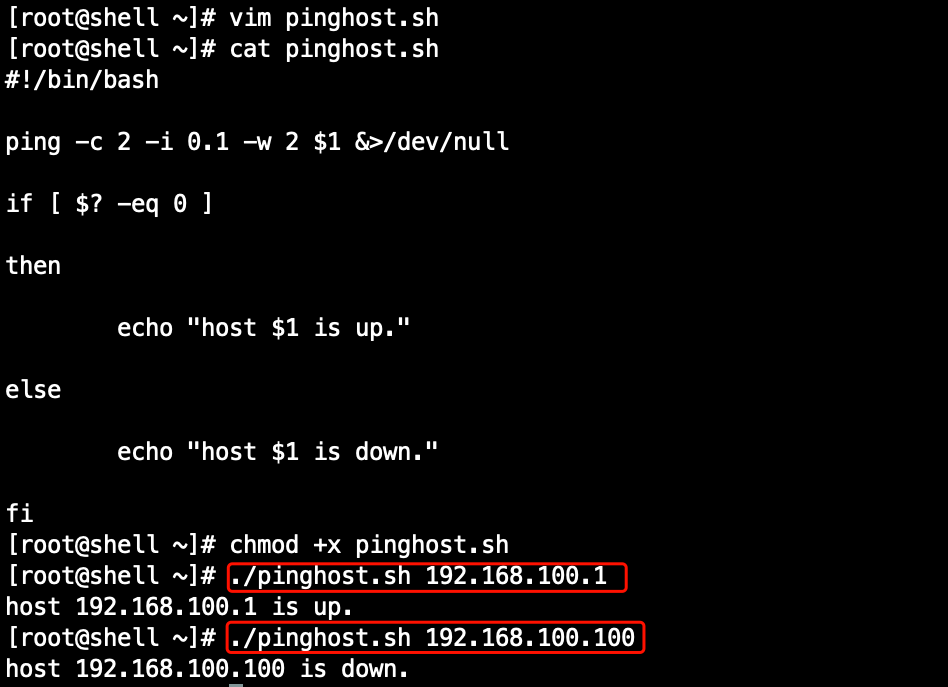 [root@shell ~]# vim pinghost.sh
[root@shell ~]# cat pinghost.sh
#!/bin/bash
ping -c 2 -i 0.1 -w 2 $1 &>/dev/null
if [ $? -eq 0 ]
then
echo "host $1 is up."
else
echo "host $1 is down."
fi
[root@shell ~]# chmod +x pinghost.sh
[root@shell ~]# ./pinghost.sh 192.168.100.1
host 192.168.100.1 is up.
[root@shell ~]# ./pinghost.sh 192.168.100.100
host 192.168.100.100 is down.